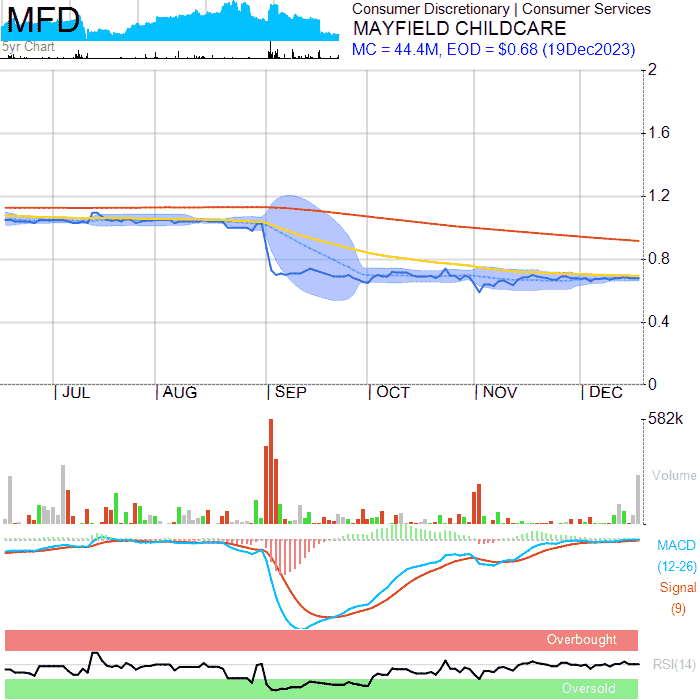 MFD
5yr Chart
Consumer Discretionary | Consumer Services
MAYFIELD CHILDCARE
MC = 44.4M, EOD = $0.68 (19Dec2023)
2
1.6
1.2
0.8
0.4
0
JUL AUG SEP OCT NOV DEC
582k
Volume
MACD
(12-26)
Signal
(9)
Overbought
RSI(14)
Oversold